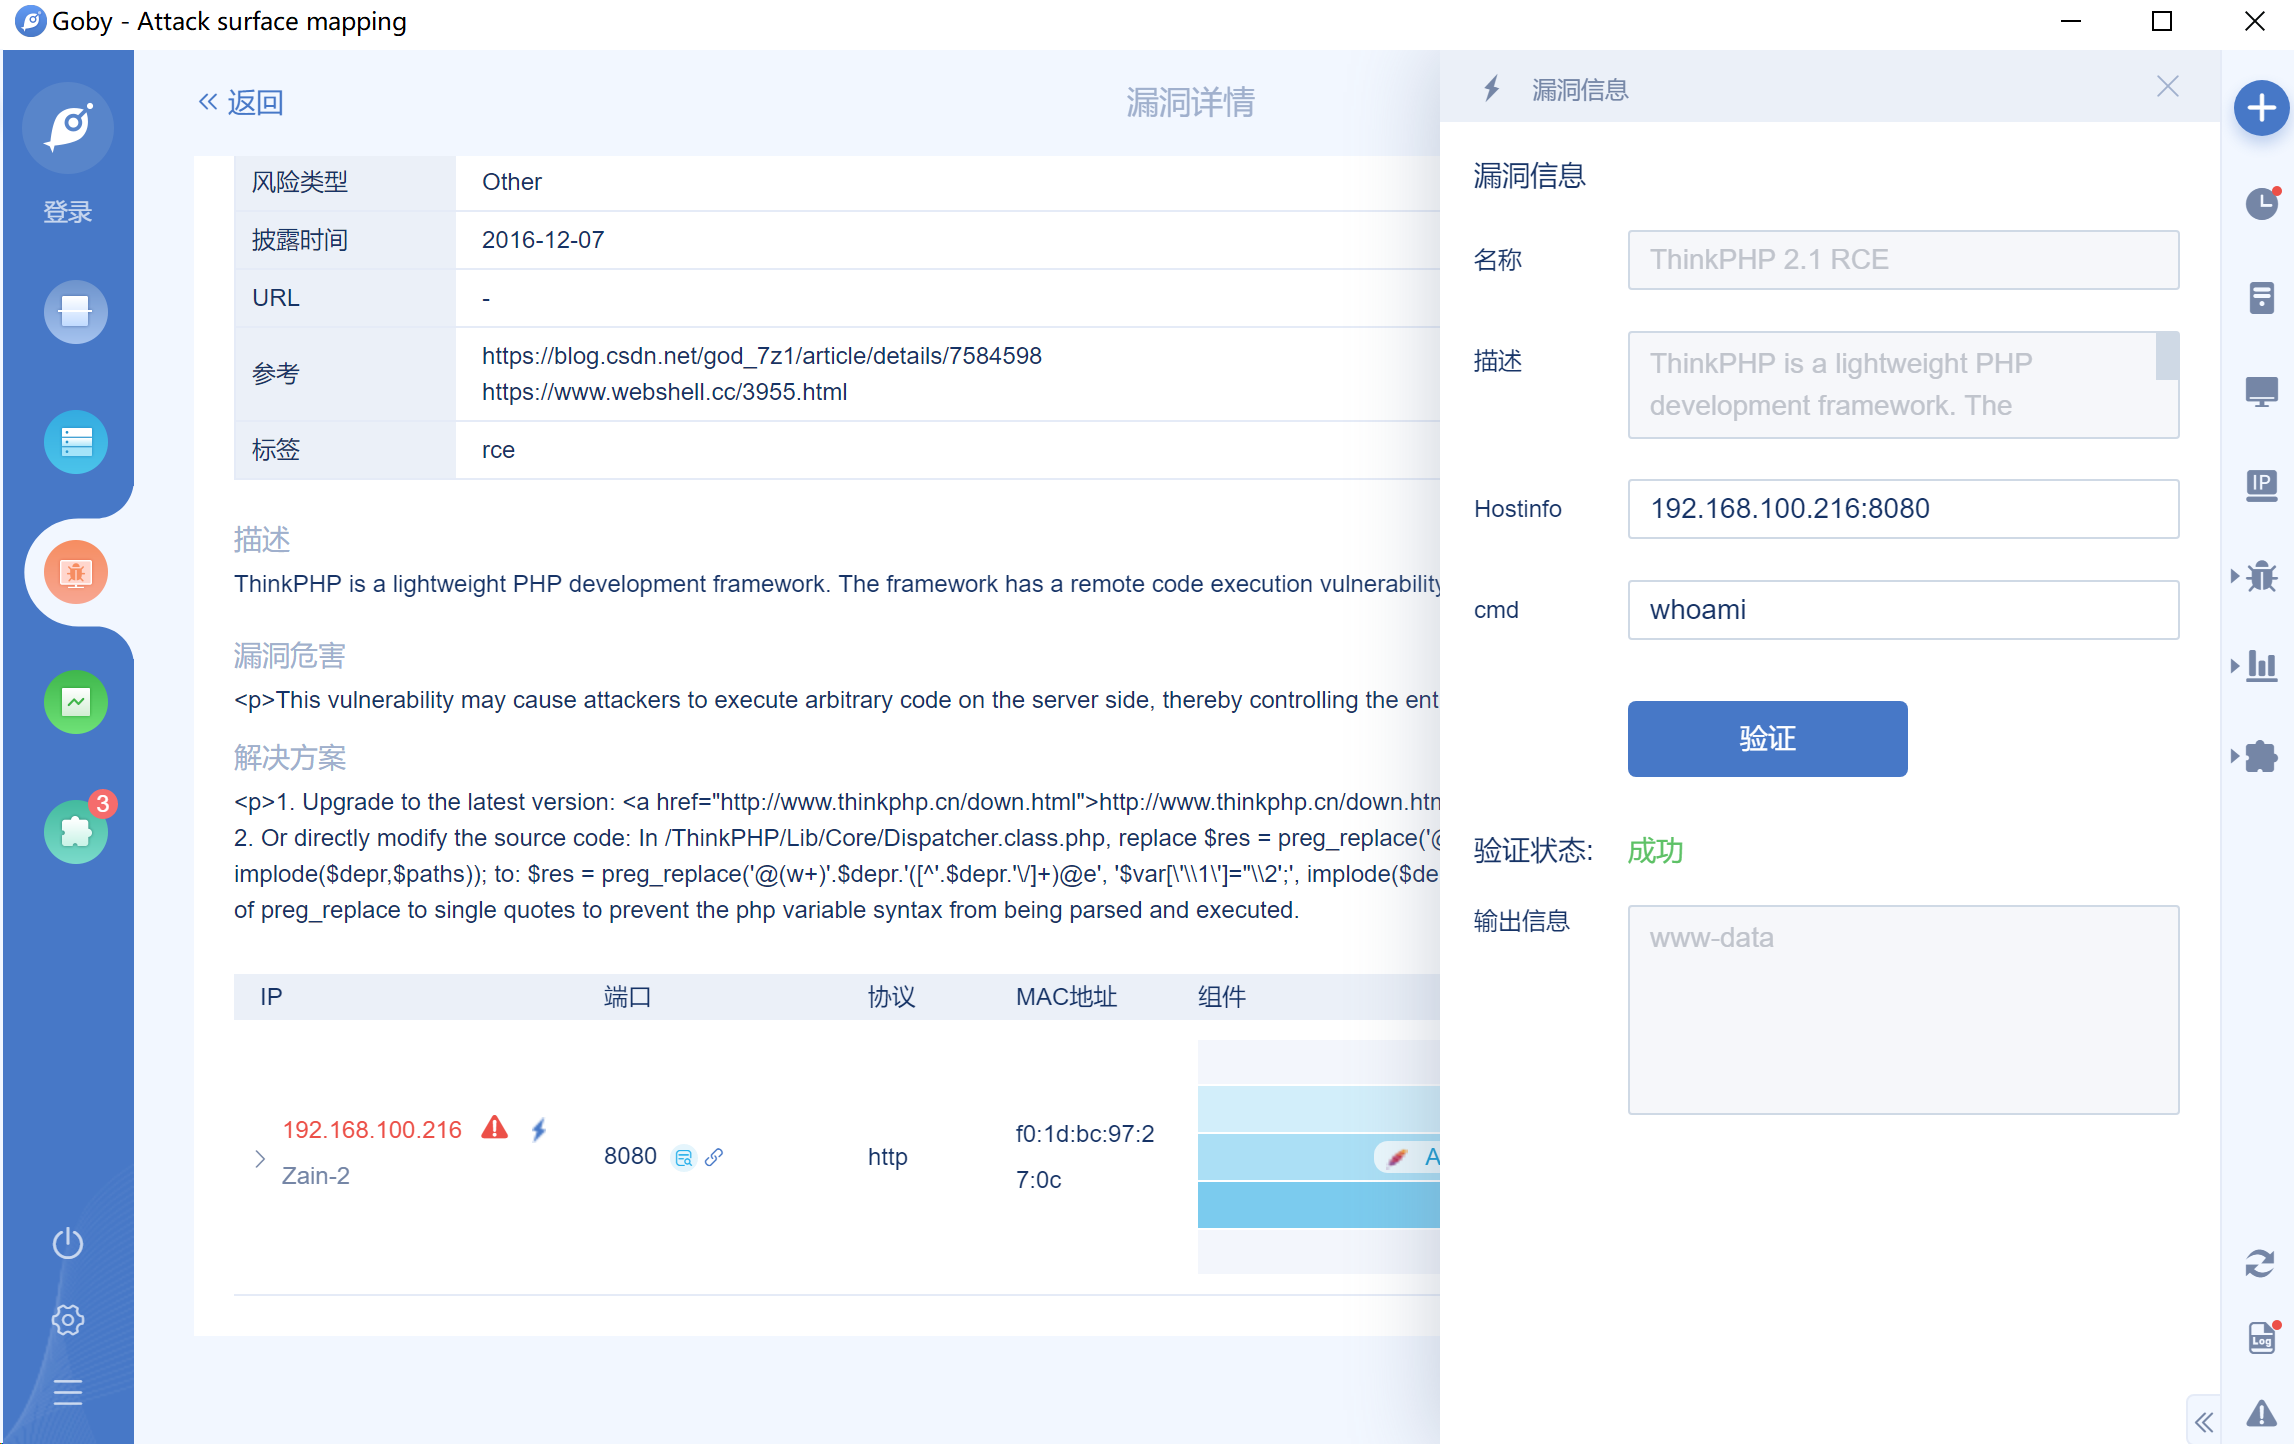 Goby - Attack surface mapping
登录
3
返回
漏洞详情
风险类型 Other
披露时间 2016-12-07
URL -
参考 https://blog.csdn.net/god_7z1/article/details/7584598
https://www.webshell.cc/3955.html
标签 rce
描述
ThinkPHP is a lightweight PHP development framework. The framework has a remote code execution vulnerability
漏洞危害
<p>This vulnerability may cause attackers to execute arbitrary code on the server side, thereby controlling the ent
解决方案
<p>1. Upgrade to the latest version: <a href="http://www.thinkphp.cn/down.html">http://www.thinkphp.cn/down.htm
2. Or directly modify the source code: In /ThinkPHP/Lib/Core/Dispatcher.class.php, replace $res = preg_replace('@
implode($depr,$paths)); to: $res = preg_replace('@(w+)'.$depr.'([^'.$depr.'\/]+)@e', '$var[\'\\1\']="\\2';', implode($de
of preg_replace to single quotes to prevent the php variable syntax from being parsed and executed.
IP 端口 协议 MAC地址 组件
192.168.100.216
Zain-2
8080
http
f0:1d:bc:97:2
7:0c
A
漏洞信息
漏洞信息
名称 ThinkPHP 2.1 RCE
描述 ThinkPHP is a lightweight PHP
development framework. The
Hostinfo 192.168.100.216:8080
cmd whoami
验证
验证状态: 成功
输出信息 www-data
IP
Log